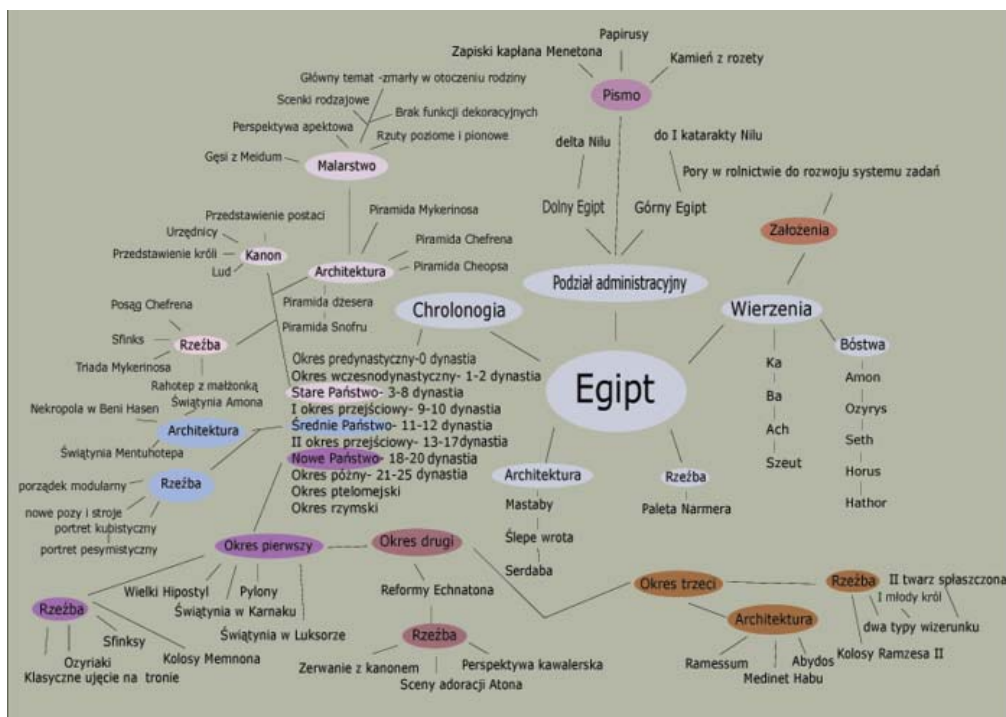 Papirusy
Zapiski kapłana Menetona
Kamień z rozety
Pismo
Główny temat -zmarły w otoczeniu rodziny
Scenki rodzajowe
Brak funkcji dekoracyjnych
Perspektywa apektowa
Rzuty poziome i pionowe
Gęsi z Meidum
Malarstwo
delta Nilu
do I katarakty Nilu
Pory w rolnictwie do rozwoju systemu zadań
Dolny Egipt
Górny Egipt
Założenia
Przedstawienie postaci
Urzędnicy
Przedstawienie króli
Lud
Kanon
Piramida Mykerinosa
Piramida Chefrena
Piramida Cheopsa
Architektura
Piramida dżesera
Piramida Snofru
Podział administracyjny
Chrolonogia
Wierzenia
Posąg Chefrena
Sfinks
Triada Mykerinosa
Rzeźba
Rahotep z małżonką
Bóstwa
Ka
Ba
Ach
Szeut
Amon
Ozyrys
Seth
Horus
Hathor
Egipt
Okres predynastyczny-0 dynastia
Okres wczesnodynastyczny- 1-2 dynastia
Stare Państwo- 3-8 dynastia
I okres przejściowy- 9-10 dynastia
Średnie Państwo- 11-12 dynastia
II okres przejściowy- 13-17dynastia
Nowe Państwo- 18-20 dynastia
Okres późny- 21-25 dynastia
Okres ptelomejski
Okres rzymski
Świątynia Amona
Nekropola w Beni Hasen
Architektura
Świątynia Mentuhotepa
Rzeźba
porządek modularny
nowe pozy i stroje
portret kubistyczny
portret pesymistyczny
Architektura
Mastaby
Ślepe wrota
Serdaba
Rzeźba
Paleta Narmera
Okres pierwszy
Okres drugi
Okres trzeci
Wielki Hipostyl
Pylony
Świątynia w Karnaku
Świątynia w Luksorze
Rzeźba
Sfinksy
Kolosy Memnona
Ozyriaki
Klasyczne ujęcie na tronie
Reformy Echnatona
Rzeźba
Zerwanie z kanonem
Perspektywa kawalerska
Sceny adoracji Atona
Rzeźba
II twarz spłaszczona
I młody król
dwa typy wizerunku
Kolosy Ramzesa II
Architektura
Ramessum
Abydos
Medinet Habu